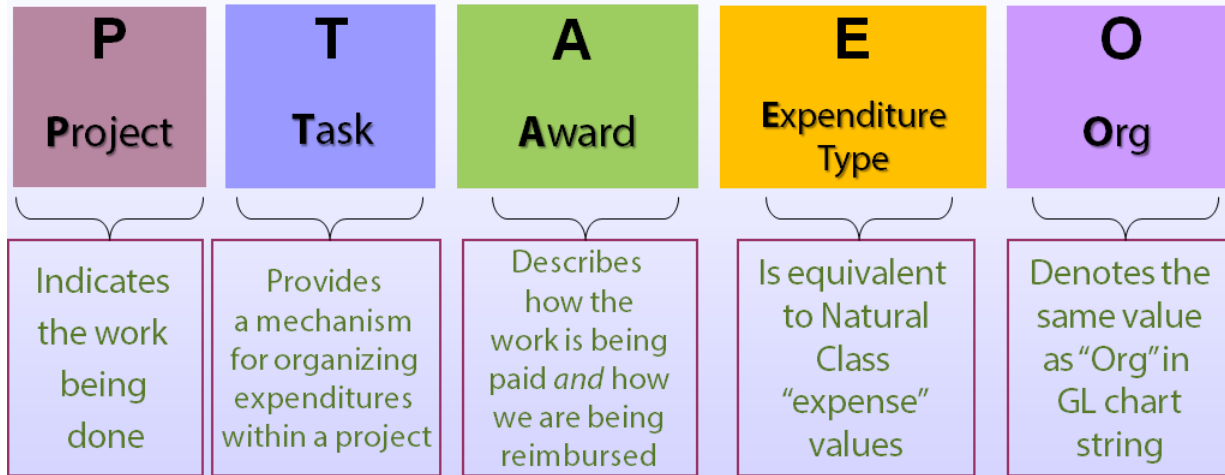 P
Project
T
Task
A
Award
E
Expenditure
Type
O
Org
Indicates
the work
being
done
Provides
a mechanism
for organizing
expenditures
within a project
Describes
how the
work is being
paid and how
we are being
reimbursed
Is equivalent
to Natural
Class
“expense”
values
Denotes the
same value
as “Org” in
GL chart
string